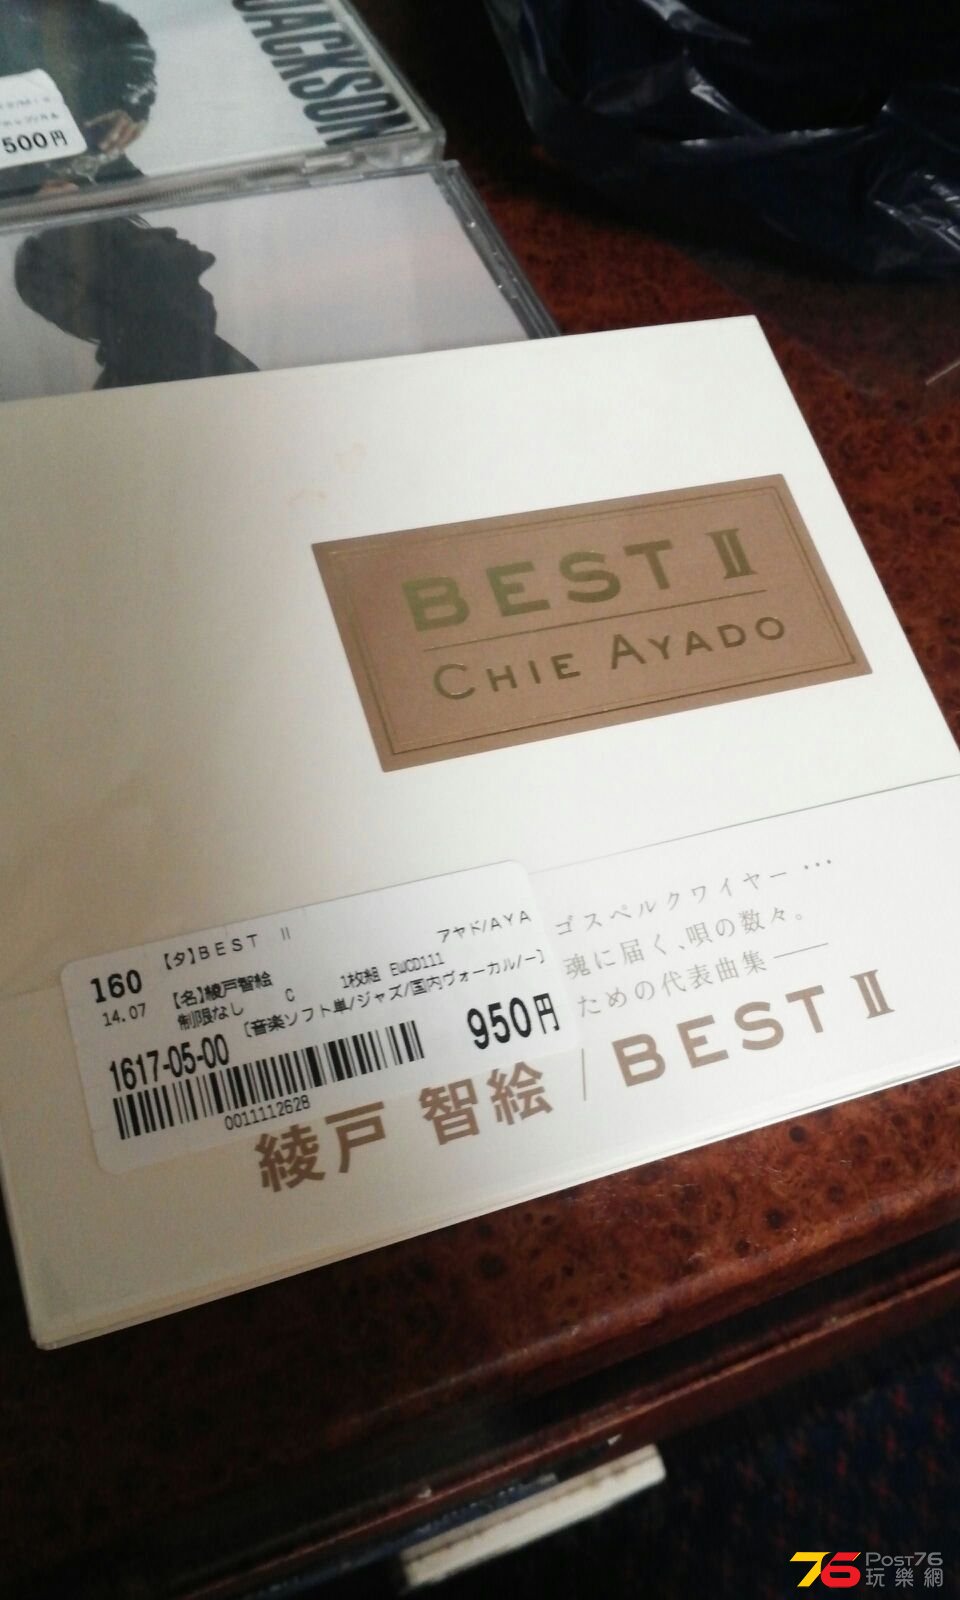 JACKSON
500円
BEST II
CHIE AYADO
ゴスペルクワイヤー…
魂に届く、唄の数々。
ための代表曲集――
綾戸 智絵 / BEST II
【タ】BEST II
アヤド/AYA
160
14.07
【名】綾戸智絵
制限なし C 1枚組 EWCD111
[音楽ソフト単/ジャズ/国内ヴォーカル/ー]
1617-05-00
950円
0011112628
76 POST76
玩樂網